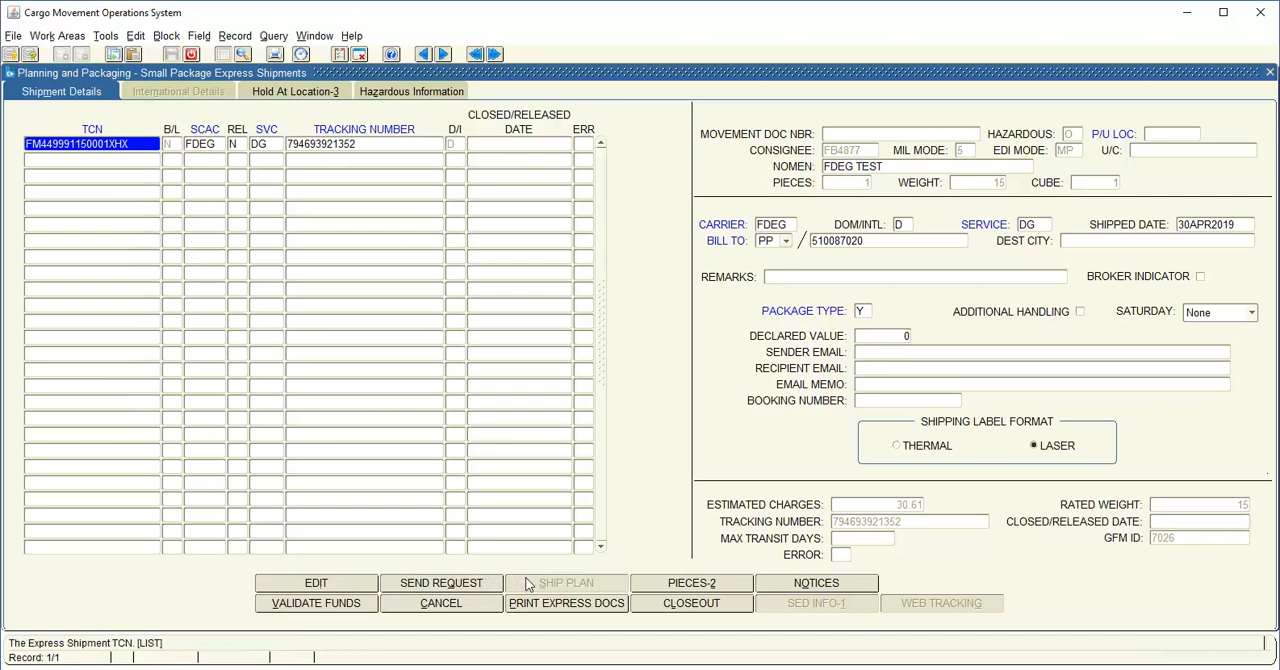 Cargo Movement Operations System
File Work Areas Tools Edit Block Field Record Query Window Help
Planning and Packaging - Small Package Express Shipments
Shipment Details International Details Hold At Location-3 Hazardous Information
CLOSED/RELEASED
TCN B/L SCAC REL SVC TRACKING NUMBER D/I DATE ERR
FM449991150001XHX N FDEG N DG 794693921352 D
MOVEMENT DOC NBR: HAZARDOUS: O P/U LOC:
CONSIGNEE: FB4877 MIL MODE: 5 EDI MODE: MP U/C:
NOMEN: FDEG TEST
PIECES: 1 WEIGHT: 15 CUBE: 1
CARRIER: FDEG DOM/INTL: D SERVICE: DG SHIPPED DATE: 30APR2019
BILL TO: PP / 510087020 DEST CITY:
REMARKS: BROKER INDICATOR
PACKAGE TYPE: Y ADDITIONAL HANDLING SATURDAY: None
DECLARED VALUE: 0
SENDER EMAIL:
RECIPIENT EMAIL:
EMAIL MEMO:
BOOKING NUMBER:
SHIPPING LABEL FORMAT
THERMAL LASER
ESTIMATED CHARGES: 30.61 RATED WEIGHT: 15
TRACKING NUMBER: 794693921352 CLOSED/RELEASED DATE:
MAX TRANSIT DAYS: GFM ID: 7026
ERROR:
EDIT SEND REQUEST SHIP PLAN PIECES-2 NOTICES
VALIDATE FUNDS CANCEL PRINT EXPRESS DOCS CLOSEOUT SED INFO-1 WEB TRACKING
The Express Shipment TCN. [LIST]
Record: 1/1